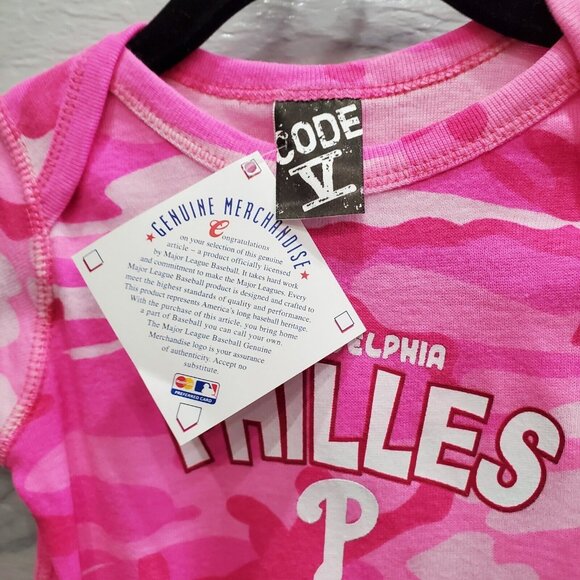 CODE
V
GENUINE MERCHANDISE
Congratulations
on your selection of this genuine
article – a product officially licensed
by Major League Baseball. It takes hard work
and commitment to make the Major Leagues. Every
Major League Baseball product is designed and crafted to
meet the highest standards of quality and performance.
This product represents America's long baseball heritage.
With the purchase of this article, you bring home
a part of Baseball you can call your own.
The Major League Baseball Genuine
Merchandise logo is your assurance
of authenticity. Accept no
substitute.
MasterCard
PREFERRED CARD
ELPHIA
HILLES
P